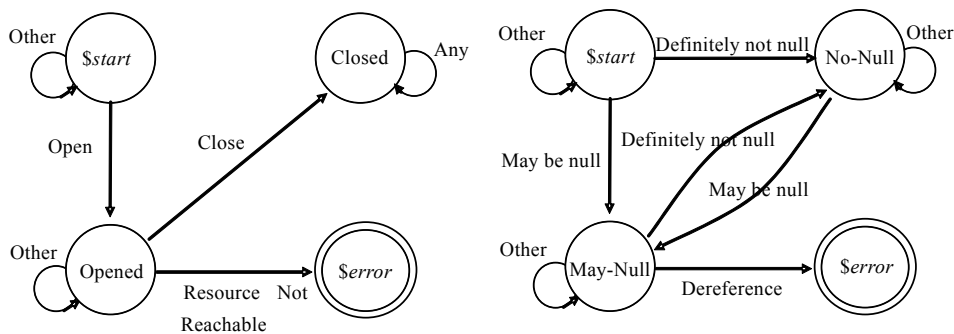 Other
$start
Closed
Any
Open
Close
Other
Opened
$error
Resource Not
Reachable
Other
$start
Definitely not null
No-Null
Other
May be null
Definitely not null
May be null
Other
May-Null
$error
Dereference